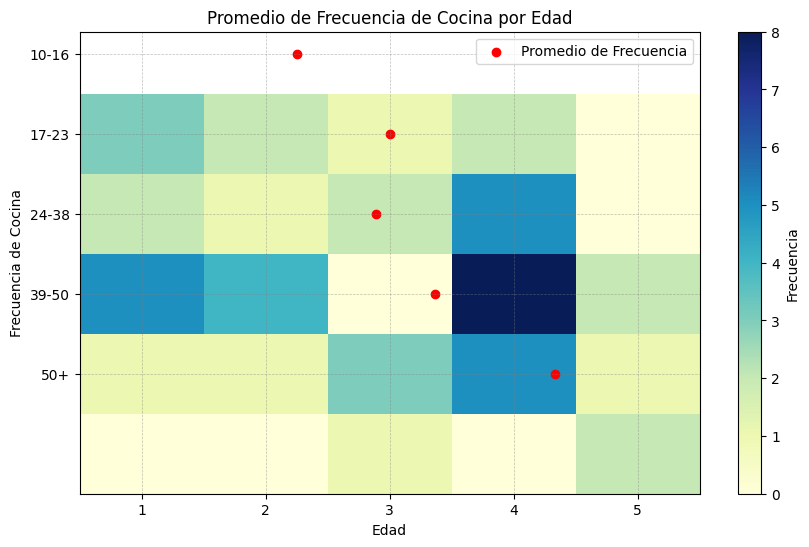 Promedio de Frecuencia de Cocina por Edad
Promedio de Frecuencia
Frecuencia de Cocina
10-16
17-23
24-38
39-50
50+
1 2 3 4 5
Edad
8
7
6
5
4
3
2
1
0
Frecuencia